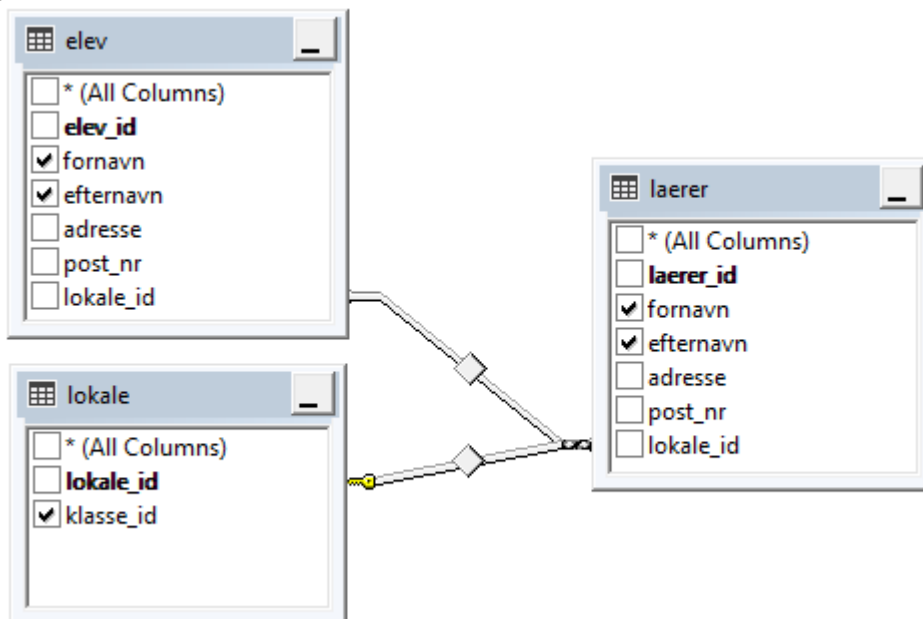 elev
* (All Columns)
elev_id
fornavn
efternavn
adresse
post_nr
lokale_id
lokale
* (All Columns)
lokale_id
klasse_id
laerer
* (All Columns)
laerer_id
fornavn
efternavn
adresse
post_nr
lokale_id